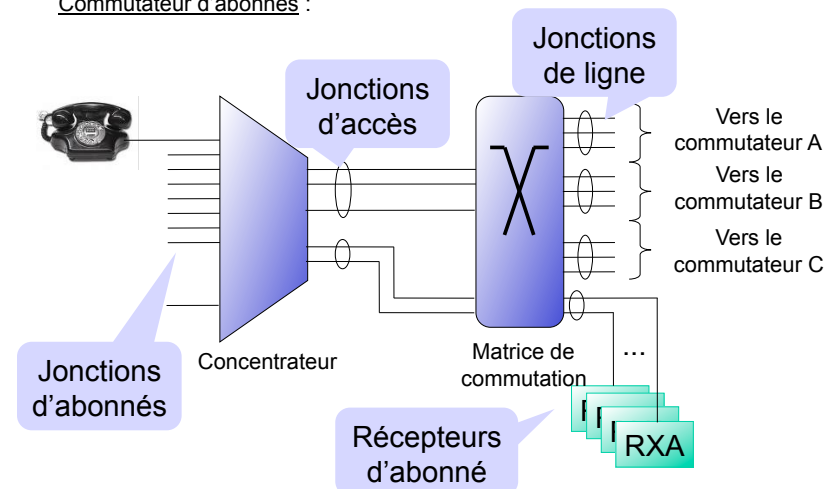 Commutateur d'abonnés :
Jonctions
de ligne
Jonctions
d'accès
Vers le
commutateur A
Vers le
commutateur B
Vers le
commutateur C
Concentrateur
Matrice de
commutation
...
Jonctions
d'abonnés
Récepteurs
d'abonné
RXA